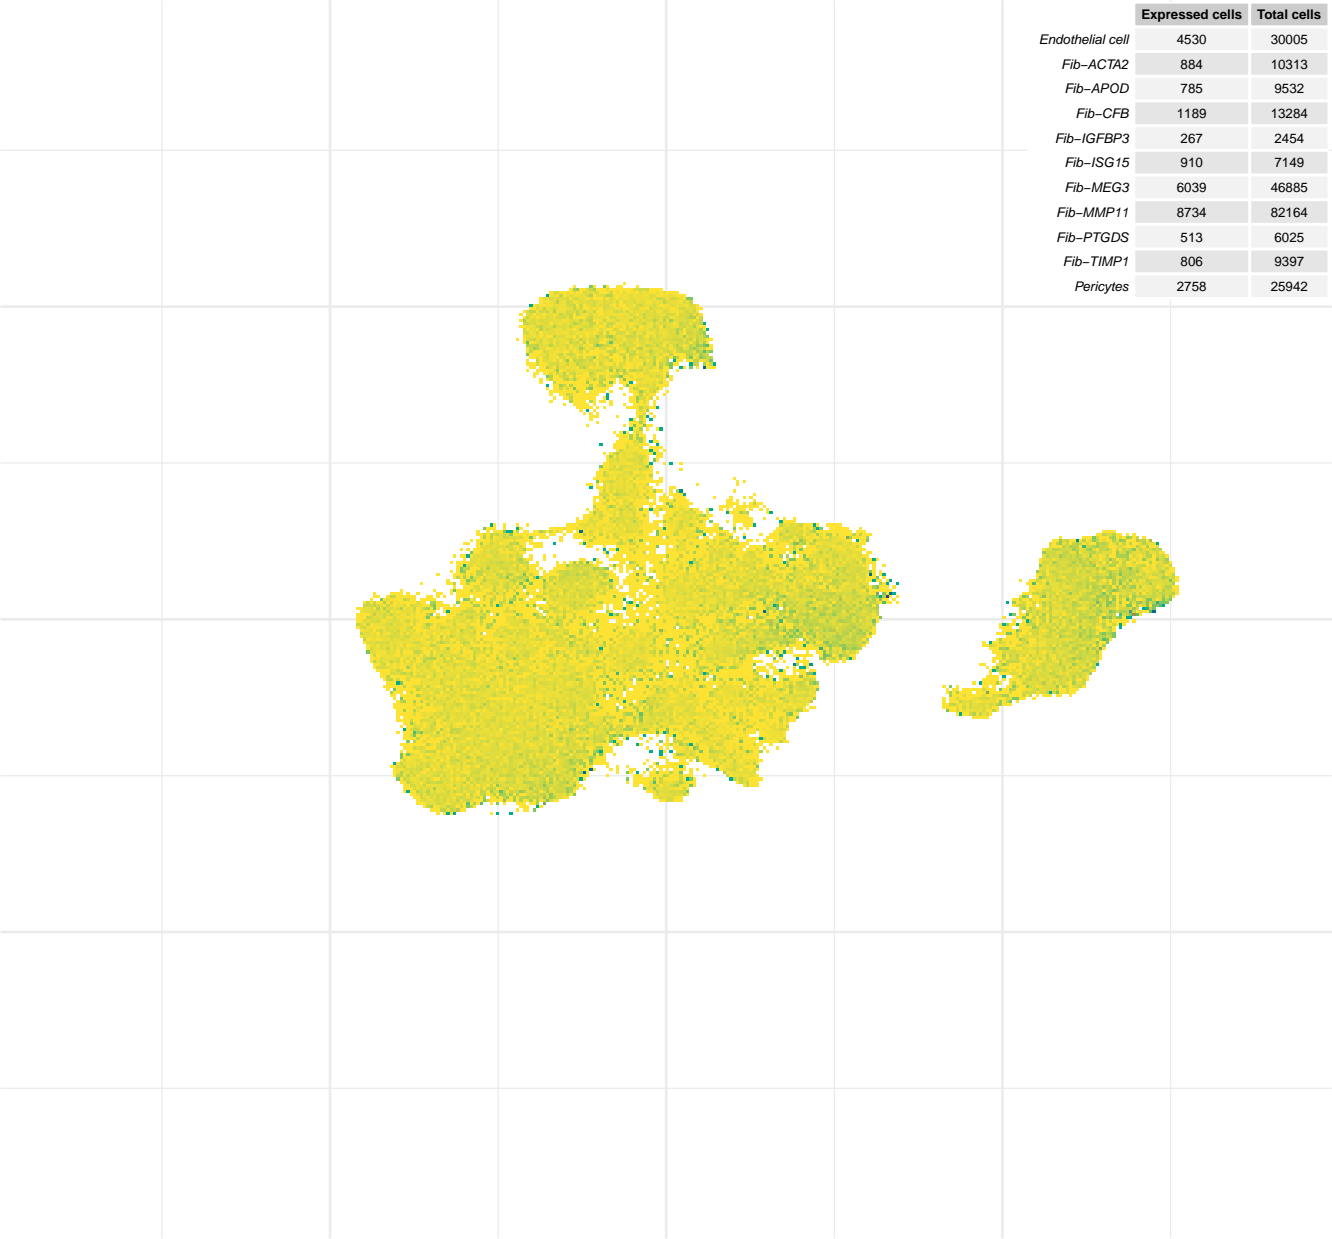 Expressed cells Total cells
Endothelial cell 4530 30005
Fib−ACTA2 884 10313
Fib−APOD 785 9532
Fib−CFB 1189 13284
Fib−IGFBP3 267 2454
Fib−ISG15 910 7149
Fib−MEG3 6039 46885
Fib−MMP11 8734 82164
Fib−PTGDS 513 6025
Fib−TIMP1 806 9397
Pericytes 2758 25942